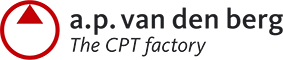 a.p. van den berg
The CPT factory